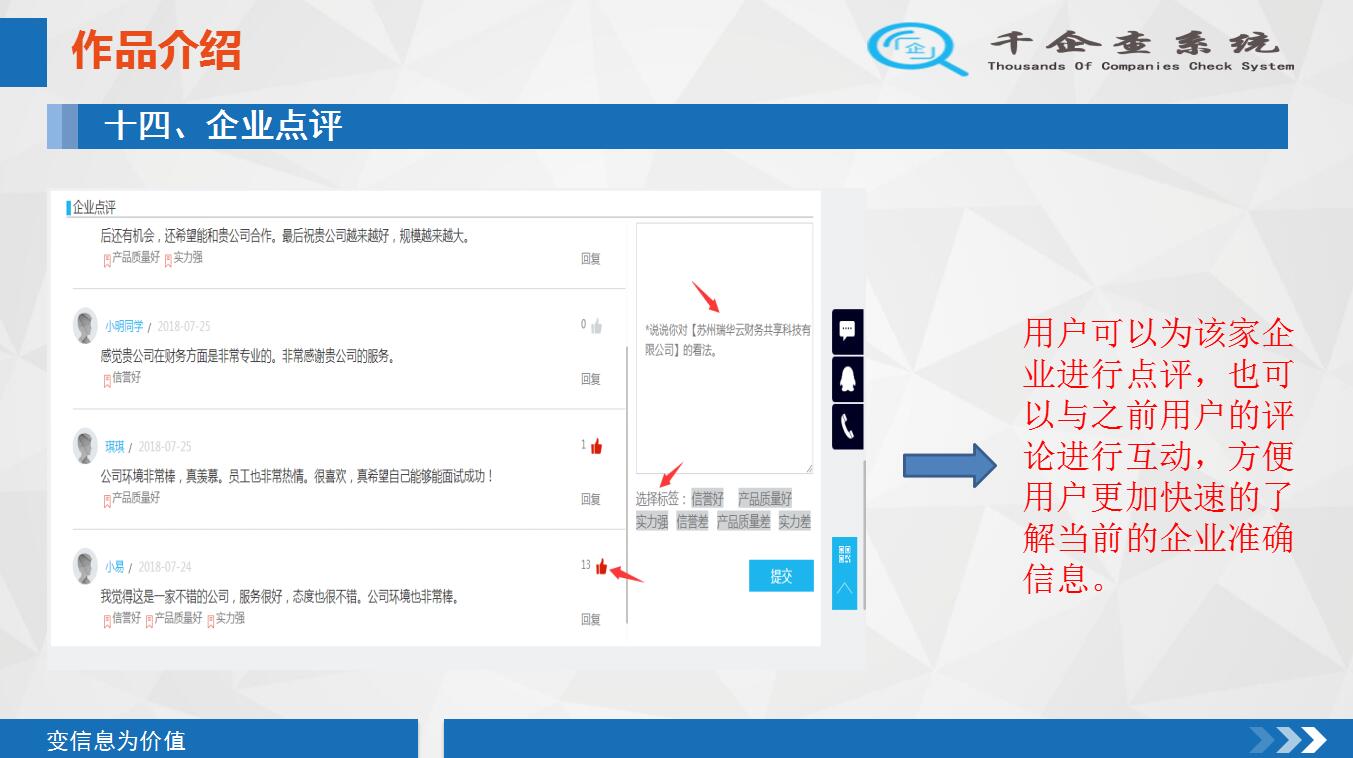 作品介绍
企
千企查系统
Thousands Of Companies Check System
十四、企业点评
企业点评
后还有机会，还希望能和贵公司合作。最后祝贵公司越来越好，规模越来越大。
产品质量好 实力强
回复
小明同学 / 2018-07-25
0
感觉贵公司在财务方面是非常专业的。非常感谢贵公司的服务。
信誉好
回复
琪琪 / 2018-07-25
1
公司环境非常棒，真羡慕。员工也非常热情。很喜欢，真希望自己能够能面试成功！
产品质量好
回复
小易 / 2018-07-24
13
我觉得这是一家不错的公司，服务很好，态度也很不错。公司环境也非常棒。
信誉好 产品质量好 实力强
回复
*说说你对【苏州瑞华云财务共享科技有
限公司】的看法。
选择标签： 信誉好 产品质量好
实力强 信誉差 产品质量差 实力差
提交
用户可以为该家企
业进行点评，也可
以与之前用户的评
论进行互动，方便
用户更加快速的了
解当前的企业准确
信息。
变信息为价值